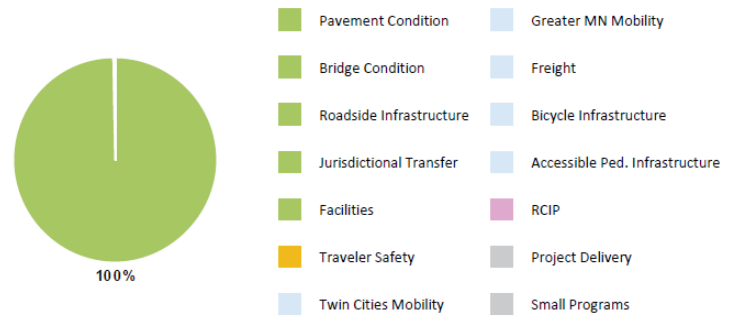 100%
Pavement Condition
Bridge Condition
Roadside Infrastructure
Jurisdictional Transfer
Facilities
Traveler Safety
Twin Cities Mobility
Greater MN Mobility
Freight
Bicycle Infrastructure
Accessible Ped. Infrastructure
RCIP
Project Delivery
Small Programs